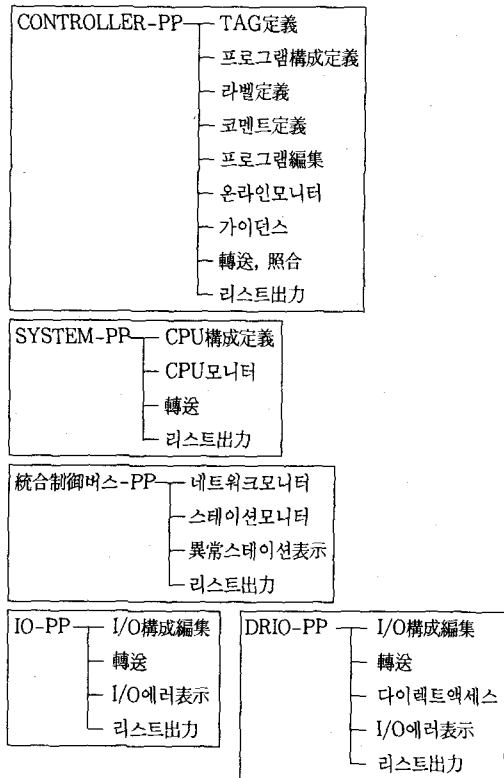 CONTROLLER-PP TAG定義
프로그램構成定義
라벨定義
코멘트定義
프로그램編集
온라인모니터
가이던스
轉送, 照合
리스트出力
SYSTEM-PP CPU構成定義
CPU모니터
轉送
리스트出力
統合制御버스-PP 네트워크모니터
스테이션모니터
異常스테이션表示
리스트出力
IO-PP I/O構成編集
轉送
I/O에러表示
리스트出力
DRIO-PP I/O構成編集
轉送
다이렉트액세스
I/O에러表示
리스트出力